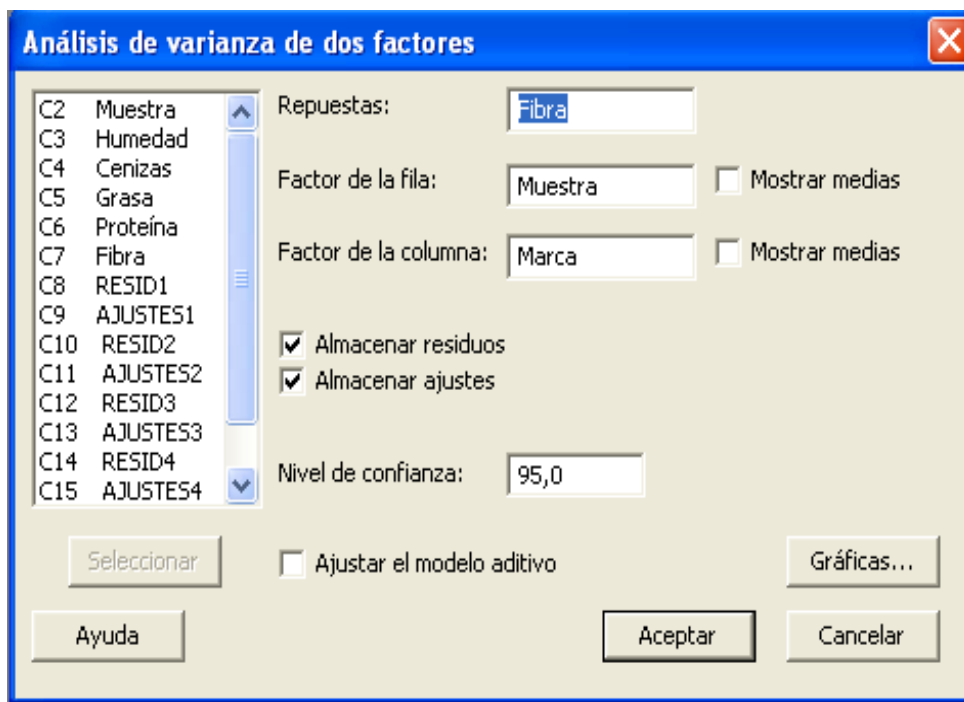 Análisis de varianza de dos factores
C2 Muestra
C3 Humedad
C4 Cenizas
C5 Grasa
C6 Proteína
C7 Fibra
C8 RESID1
C9 AJUSTES1
C10 RESID2
C11 AJUSTES2
C12 RESID3
C13 AJUSTES3
C14 RESID4
C15 AJUSTES4
Repuestas: Fibra
Factor de la fila: Muestra Mostrar medias
Factor de la columna: Marca Mostrar medias
Almacenar residuos
Almacenar ajustes
Nivel de confianza: 95,0
Seleccionar Ajustar el modelo aditivo Gráficas...
Ayuda Aceptar Cancelar